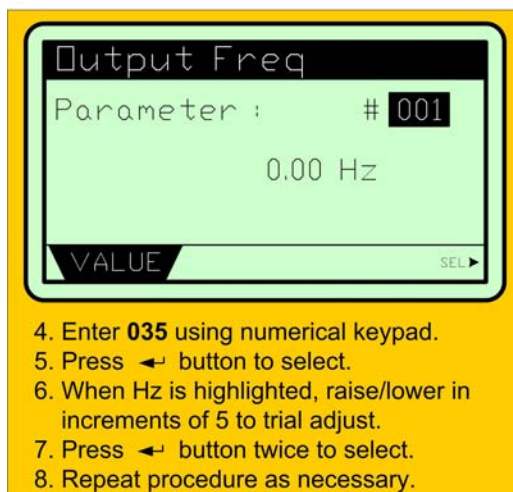 Output Freq
Parameter: # 001
0.00 Hz
VALUE SEL▶
4. Enter 035 using numerical keypad.
5. Press ↵ button to select.
6. When Hz is highlighted, raise/lower in
increments of 5 to trial adjust.
7. Press ↵ button twice to select.
8. Repeat procedure as necessary.